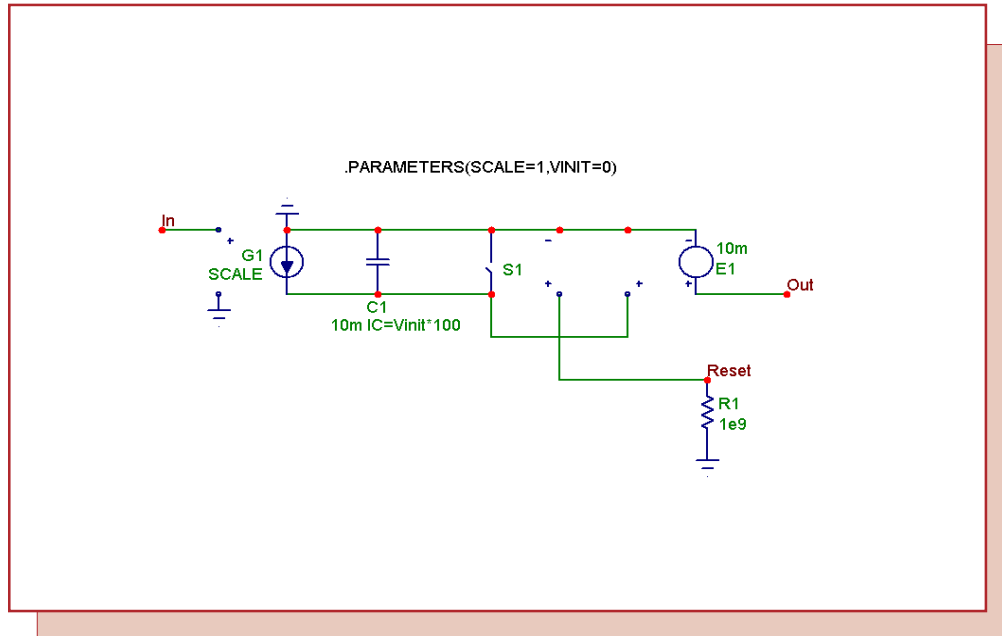 .PARAMETERS(SCALE=1,VINIT=0)
In
+
G1
SCALE
C1
10m IC=Vinit*100
S1
-
+
+
-
+
10m
E1
Out
Reset
R1
1e9